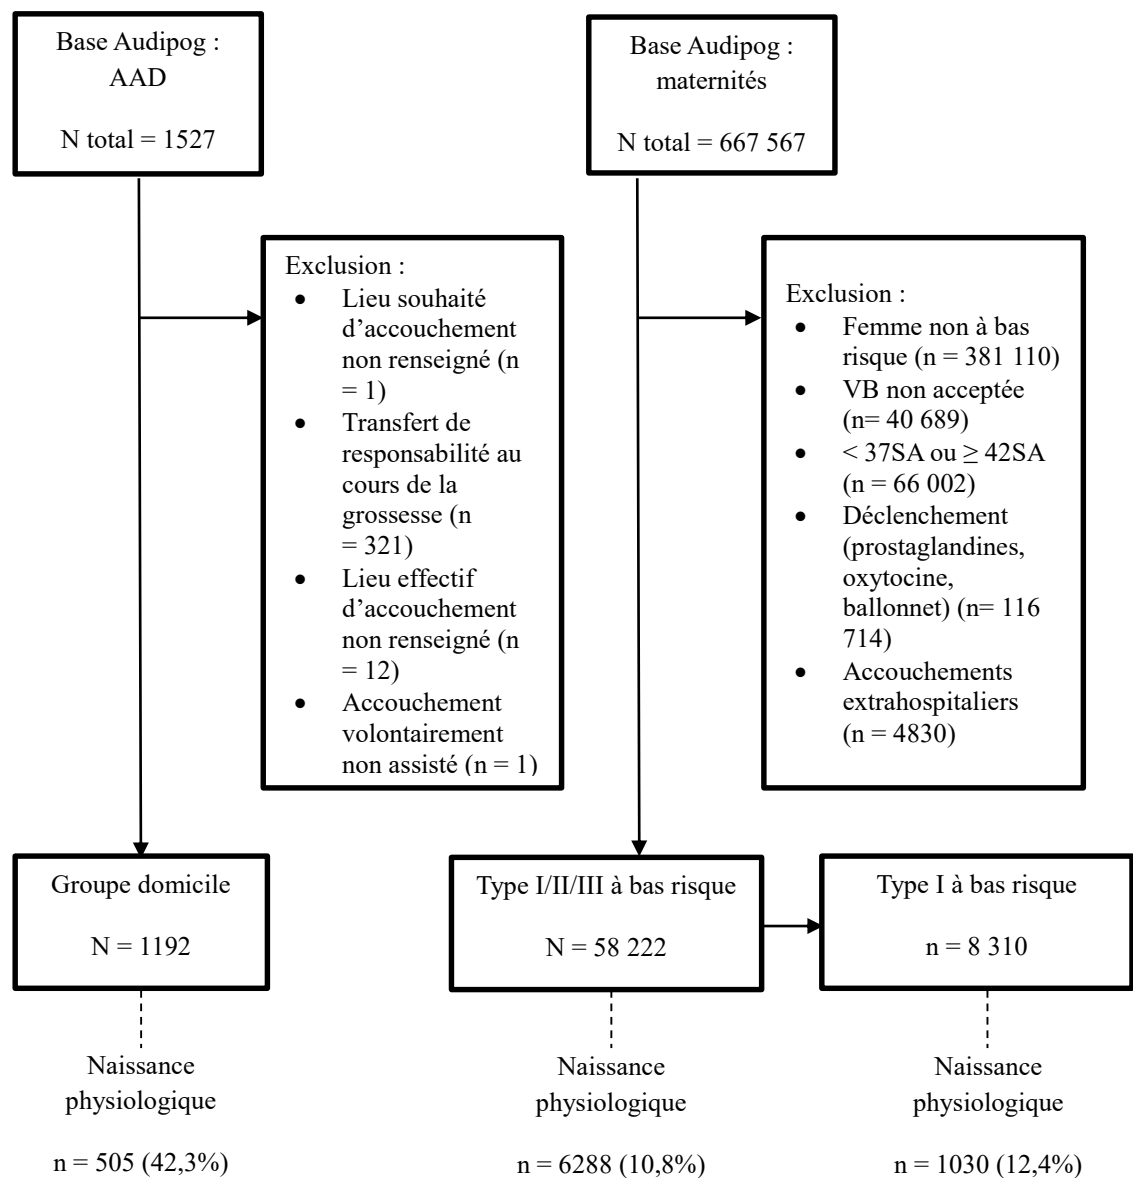 Base Audipog :
AAD
N total = 1527
Base Audipog :
maternités
N total = 667 567
Exclusion :
• Lieu souhaité
d’accouchement
non renseigné (n
= 1)
• Transfert de
responsabilité au
cours de la
grossesse (n
= 321)
• Lieu effectif
d’accouchement
non renseigné (n
= 12)
• Accouchement
volontairement
non assisté (n = 1)
Exclusion :
• Femme non à bas
risque (n = 381 110)
• VB non acceptée
(n= 40 689)
• < 37SA ou ≥ 42SA
(n = 66 002)
• Déclenchement
(prostaglandines,
oxytocine,
ballonnet) (n= 116
714)
• Accouchements
extrahospitaliers
(n = 4830)
Groupe domicile
N = 1192
Type I/II/III à bas risque
N = 58 222
Type I à bas risque
n = 8 310
Naissance
physiologique
n = 505 (42,3%)
Naissance
physiologique
n = 6288 (10,8%)
Naissance
physiologique
n = 1030 (12,4%)